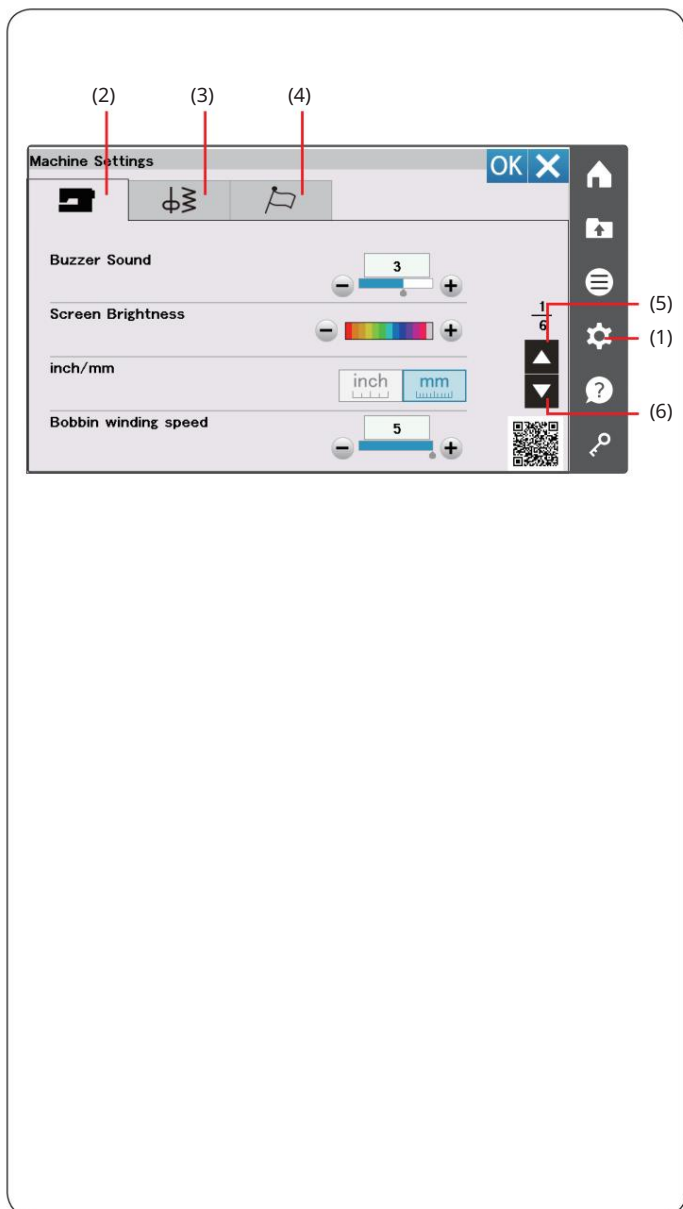 (2) (3) (4)
Machine Settings OK
Buzzer Sound 3
Screen Brightness
1
6
(5)
(1)
inch/mm inch mm
(6)
Bobbin winding speed 5